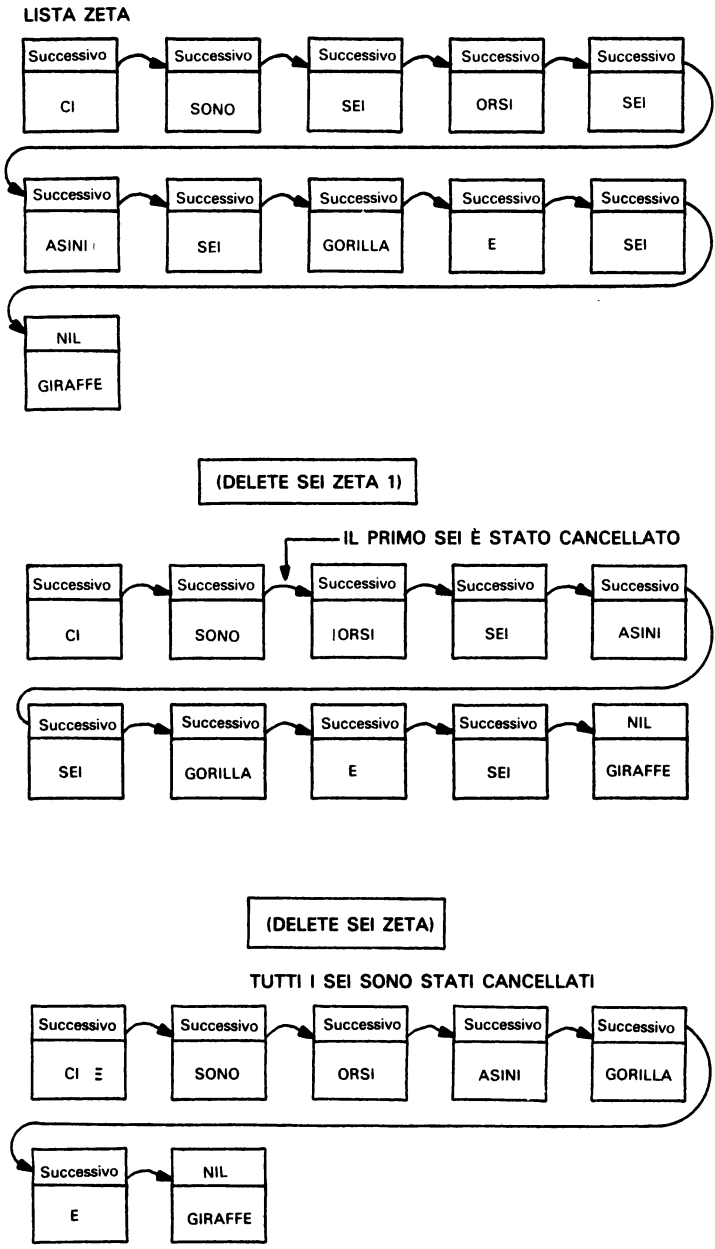 LISTA ZETA
Successivo Successivo Successivo Successivo Successivo
CI SONO SEI ORSI SEI
Successivo Successivo Successivo Successivo Successivo
ASINI SEI GORILLA E SEI
NIL
GIRAFFE
(DELETE SEI ZETA 1)
IL PRIMO SEI È STATO CANCELLATO
Successivo Successivo Successivo Successivo Successivo
CI SONO ORSI SEI ASINI
Successivo Successivo Successivo Successivo NIL
SEI GORILLA E SEI GIRAFFE
(DELETE SEI ZETA)
TUTTI I SEI SONO STATI CANCELLATI
Successivo Successivo Successivo Successivo Successivo
CI SONO ORSI ASINI GORILLA
Successivo NIL
E GIRAFFE